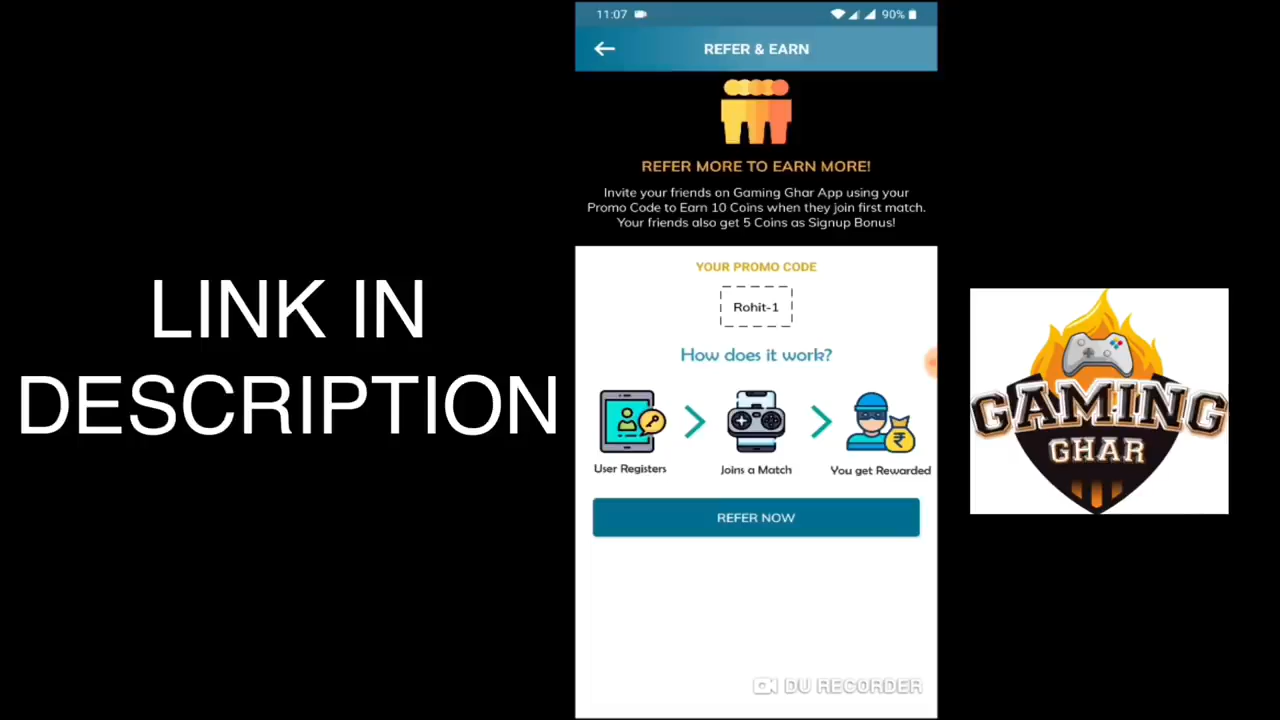 LINK IN
DESCRIPTION
11:07
90%
REFER & EARN
REFER MORE TO EARN MORE!
Invite your friends on Gaming Ghar App using your
Promo Code to Earn 10 Coins when they join first match.
Your friends also get 5 Coins as Signup Bonus!
YOUR PROMO CODE
Rohit-1
How does it work?
User Registers
Joins a Match
You get Rewarded
REFER NOW
DU RECORDER
GAMING
GHAR